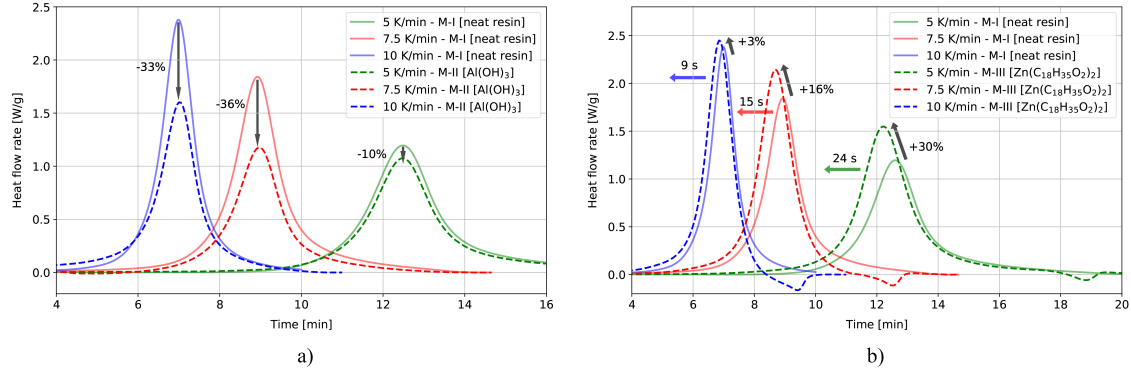 2.5
2.0
1.5
1.0
0.5
0.0
Heat flow rate [W/g]
-33%
-36%
-10%
5 K/min - M-I [neat resin]
7.5 K/min - M-I [neat resin]
10 K/min - M-I [neat resin]
5 K/min - M-II [Al(OH)₃]
7.5 K/min - M-II [Al(OH)₃]
10 K/min - M-II [Al(OH)₃]
4 6 8 10 12 14 16
Time [min]
a)
2.5
2.0
1.5
1.0
0.5
0.0
Heat flow rate [W/g]
+3%
9 s
+16%
15 s
+30%
24 s
5 K/min - M-I [neat resin]
7.5 K/min - M-I [neat resin]
10 K/min - M-I [neat resin]
5 K/min - M-III [Zn(C₁₈H₃₅O₂)₂]
7.5 K/min - M-III [Zn(C₁₈H₃₅O₂)₂]
10 K/min - M-III [Zn(C₁₈H₃₅O₂)₂]
4 6 8 10 12 14 16 18 20
Time [min]
b)